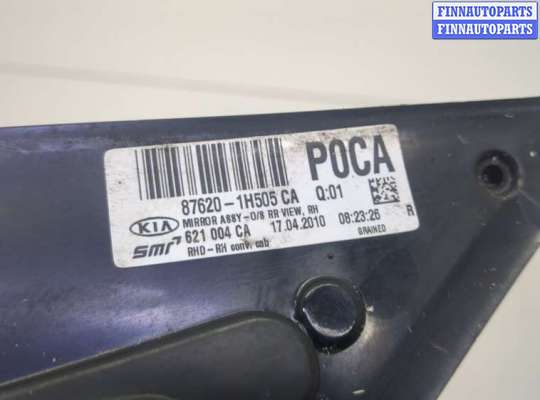 FINNAUTOPARTS
FINNAUTOPARTS
P0CA
87620-1H505 CA Q:01
KIA MIRROR ASSY-O/S RR VIEW, RH
smr 621 004 CA 17.04.2010 08:23:26 R
RHD-RH conv, cab GRAINED